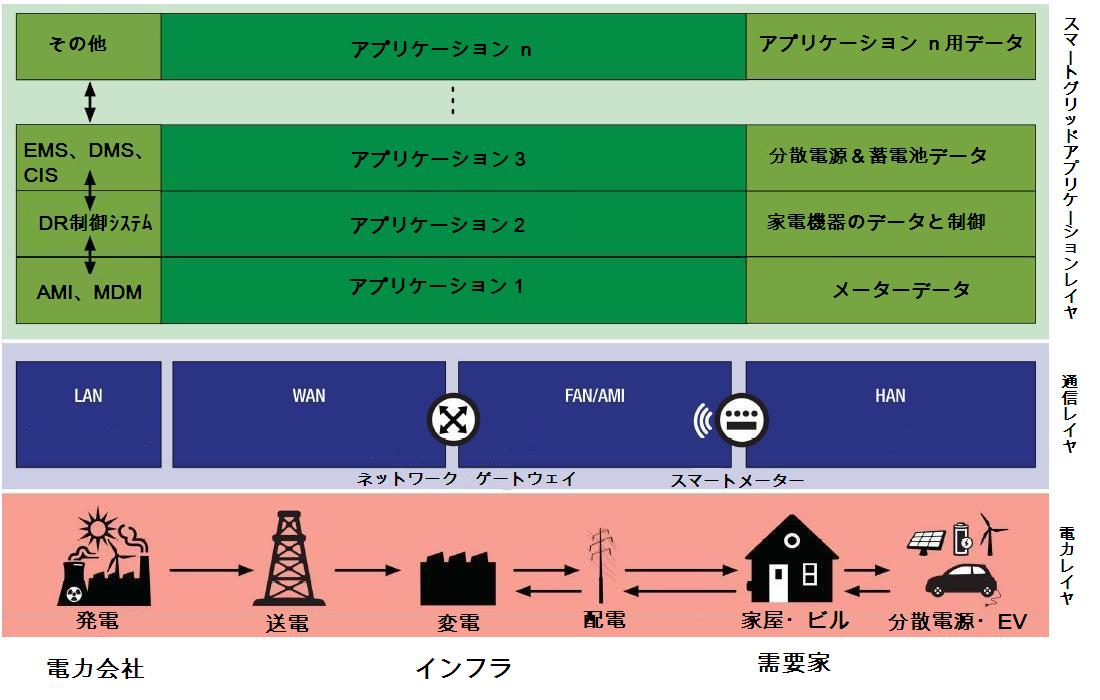 その他
アプリケーション n
アプリケーション n用データ
EMS、DMS、
CIS
アプリケーション3
分散電源&蓄電池データ
DR制御ｼｽﾃﾑ
アプリケーション2
家電機器のデータと制御
AMI、MDM
アプリケーション1
メーターデータ
スマートグリッドアプリケーションレイヤ
LAN
WAN
FAN/AMI
HAN
ネットワーク ゲートウェイ
スマートメーター
通信レイヤ
発電
送電
変電
配電
家屋・ビル
分散電源・EV
電力レイヤ
電力会社
インフラ
需要家